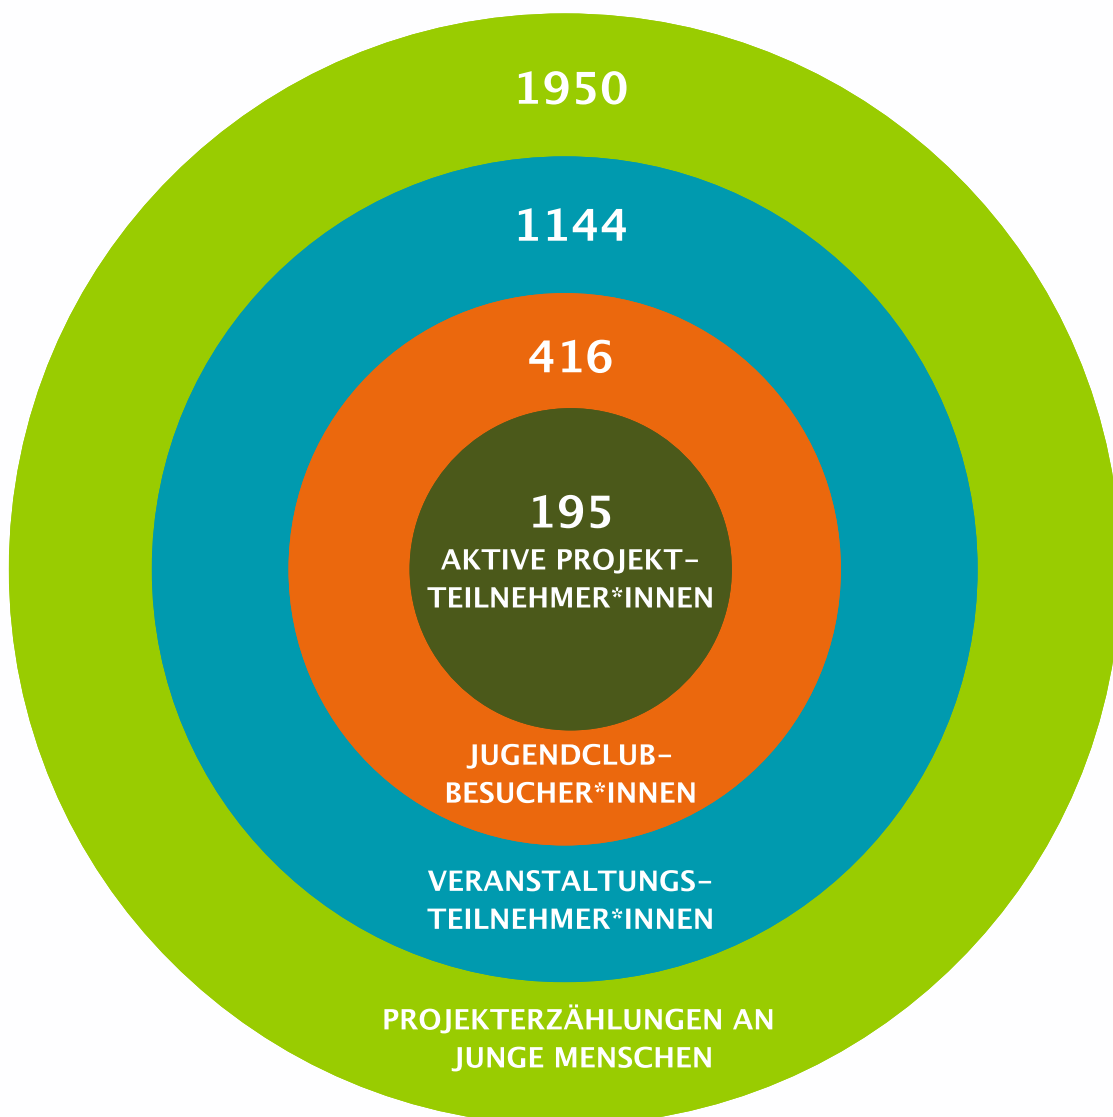 1950
1144
416
195
AKTIVE PROJEKT-
TEILNEHMER*INNEN
JUGENDCLUB-
BESUCHER*INNEN
VERANSTALTUNGS-
TEILNEHMER*INNEN
PROJEKTERZÄHLUNGEN AN
JUNGE MENSCHEN